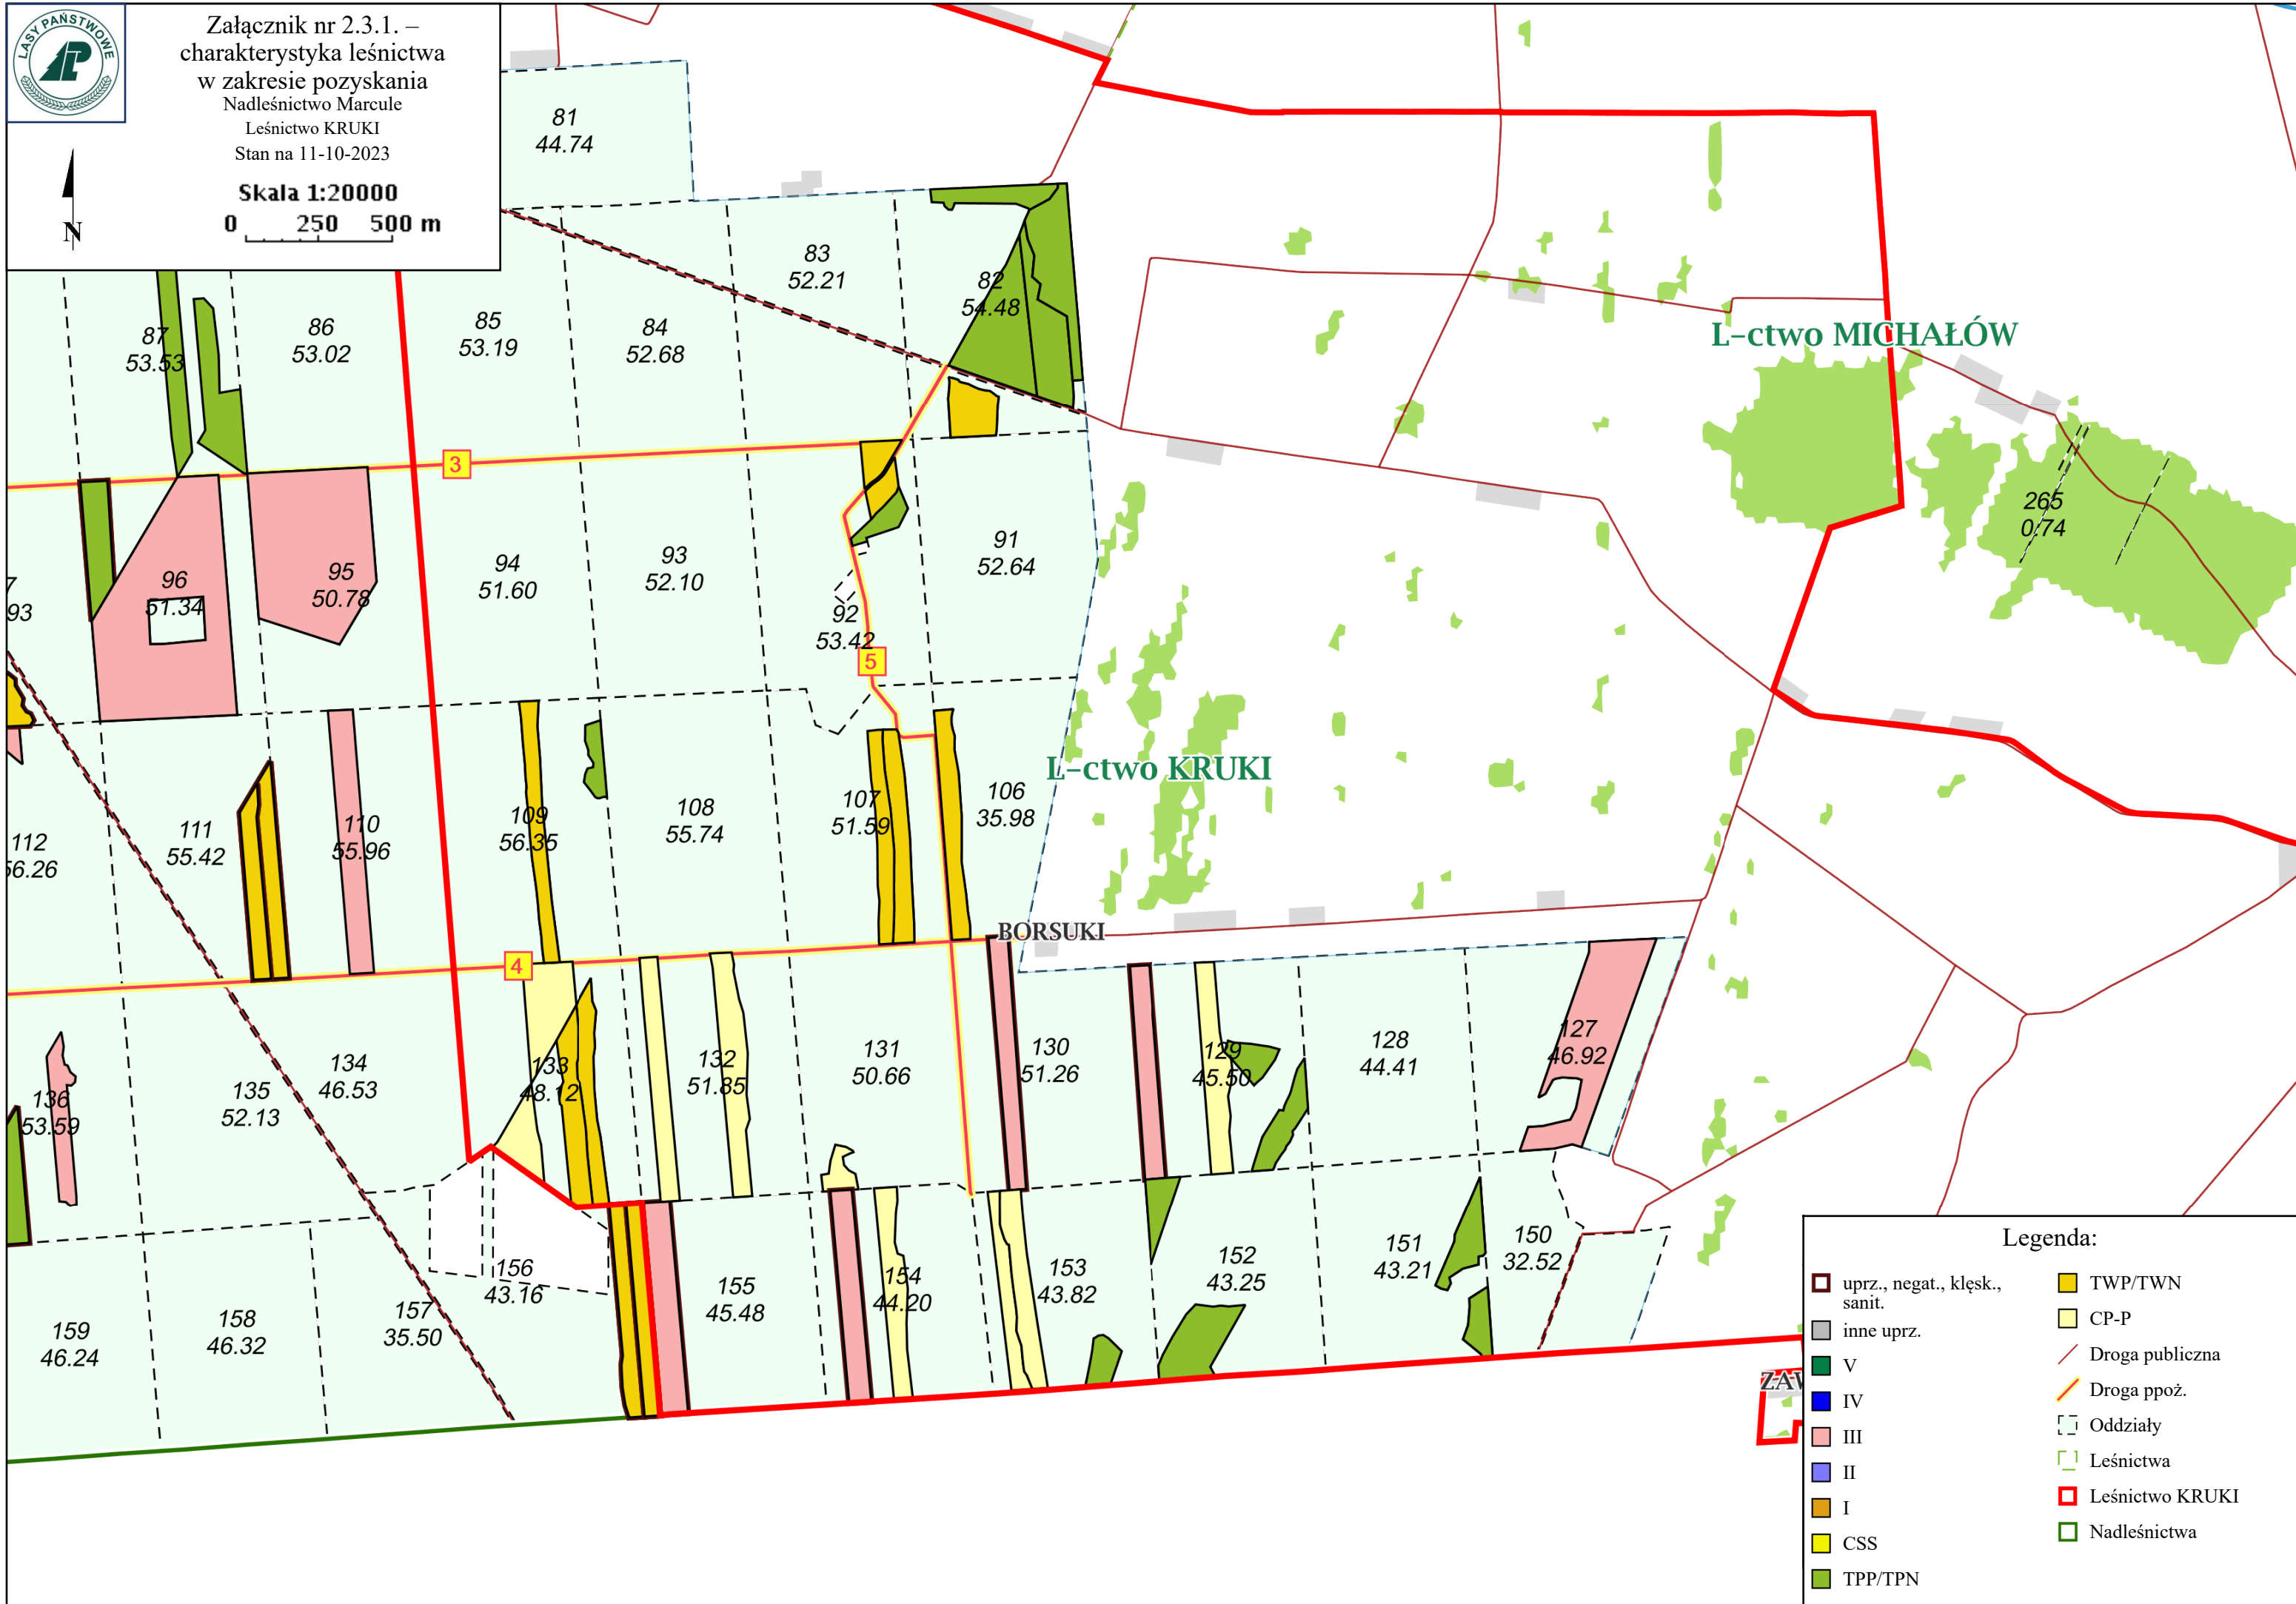 LASY PAŃSTWOWE
Załącznik nr 2.3.1. –
charakterystyka leśnictwa
w zakresie pozyskania
Nadleśnictwo Marcule
Leśnictwo KRUKI
Stan na 11-10-2023
Skala 1:20000
0 250 500 m
N
81
44.74
83
52.21
82
54.48
87
53.53
86
53.02
85
53.19
84
52.68
L-ctwo MICHAŁÓW
3
265
0.74
96
51.34
95
50.78
94
51.60
93
52.10
91
52.64
7
93
92
53.42
5
L-ctwo KRUKI
112
56.26
111
55.42
110
55.96
109
56.35
108
55.74
107
51.59
106
35.98
BORSUKI
4
136
53.59
135
52.13
134
46.53
133
48.12
132
51.85
131
50.66
130
51.26
129
45.50
128
44.41
127
46.92
159
46.24
158
46.32
157
35.50
156
43.16
155
45.48
154
44.20
153
43.82
152
43.25
151
43.21
150
32.52
ZAW
Legenda:
uprz., negat., klęsk.,
sanit.
inne uprz.
V
IV
III
II
I
CSS
TPP/TPN
TWP/TWN
CP-P
Droga publiczna
Droga ppoż.
Oddziały
Leśnictwa
Leśnictwo KRUKI
Nadleśnictwa